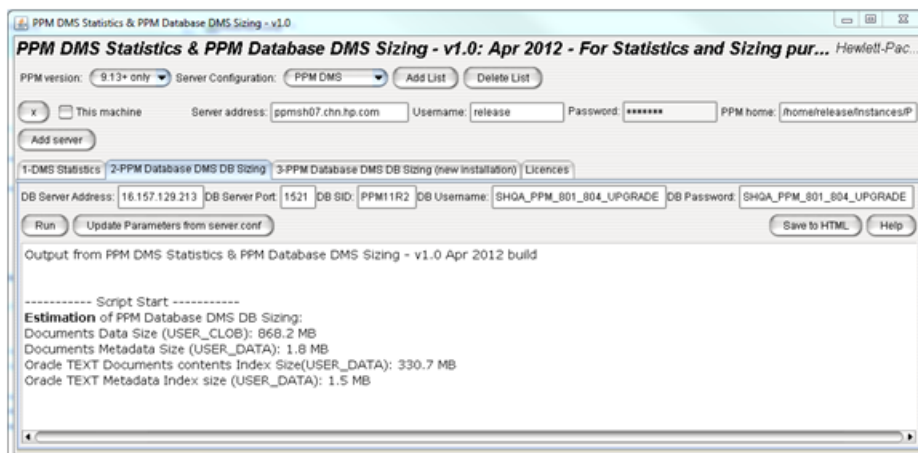 PPM DMS Statistics & PPM Database DMS Sizing - v1.0
PPM DMS Statistics & PPM Database DMS Sizing - v1.0: Apr 2012 - For Statistics and Sizing pur... Hewlett-Pac...
PPM version: 9.13+ only Server Configuration: PPM DMS Add List Delete List
x This machine Server address: ppmsh07.chn.hp.com Username: release Password: ******* PPM home: /home/release/instances/P
Add server
1-DMS Statistics 2-PPM Database DMS DB Sizing 3-PPM Database DMS DB Sizing (new installation) Licences
DB Server Address: 16.157.129.213 DB Server Port: 1521 DB SID: PPM11R2 DB Username: SHQA_PPM_801_804_UPGRADE DB Password: SHQA_PPM_801_804_UPGRADE
Run Update Parameters from server.conf Save to HTML Help
Output from PPM DMS Statistics & PPM Database DMS Sizing - v1.0 Apr 2012 build
----------- Script Start -----------
Estimation of PPM Database DMS DB Sizing:
Documents Data Size (USER_CLOB): 868.2 MB
Documents Metadata Size (USER_DATA): 1.8 MB
Oracle TEXT Documents contents Index Size(USER_DATA): 330.7 MB
Oracle TEXT Metadata Index size (USER_DATA): 1.5 MB